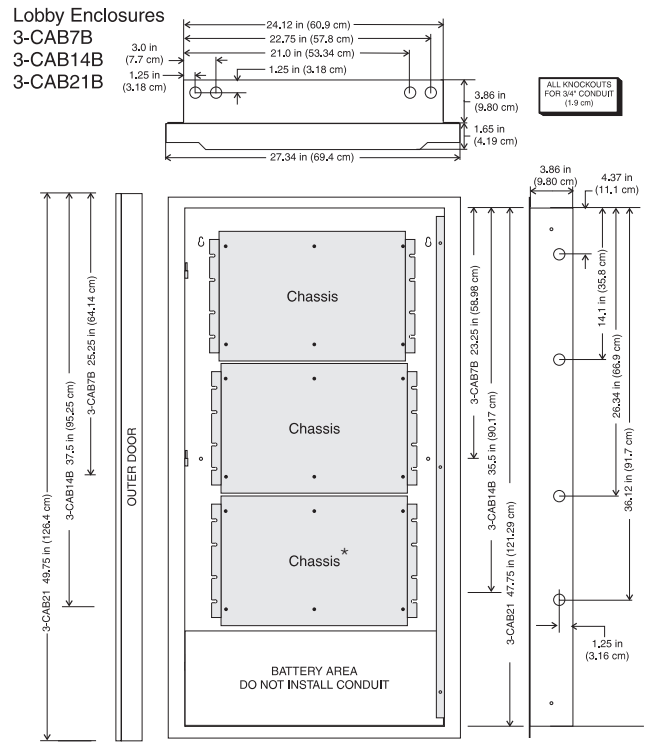 Lobby Enclosures
3-CAB7B
3-CAB14B
3-CAB21B
24.12 in (60.9 cm)
22.75 in (57.8 cm)
21.0 in (53.34 cm)
3.0 in
(7.7 cm)
1.25 in
(3.18 cm)
1.25 in (3.18 cm)
3.86 in
(9.80 cm)
1.65 in
(4.19 cm)
27.34 in (69.4 cm)
ALL KNOCKOUTS
FOR 3/4" CONDUIT
(1.9 cm)
3-CAB21 49.75 in (126.4 cm)
3-CAB14B 37.5 in (95.25 cm)
3-CAB7B 25.25 in (64.14 cm)
OUTER DOOR
Chassis
Chassis
Chassis*
BATTERY AREA
DO NOT INSTALL CONDUIT
3-CAB7B 23.25 in (58.98 cm)
3-CAB14B 35.5 in (90.17 cm)
3-CAB21 47.75 in (121.29 cm)
3.86 in
(9.80 cm)
4.37 in
(11.1 cm)
14.1 in (35.8 cm)
26.34 in (66.9 cm)
36.12 in (91.7 cm)
1.25 in
(3.16 cm)